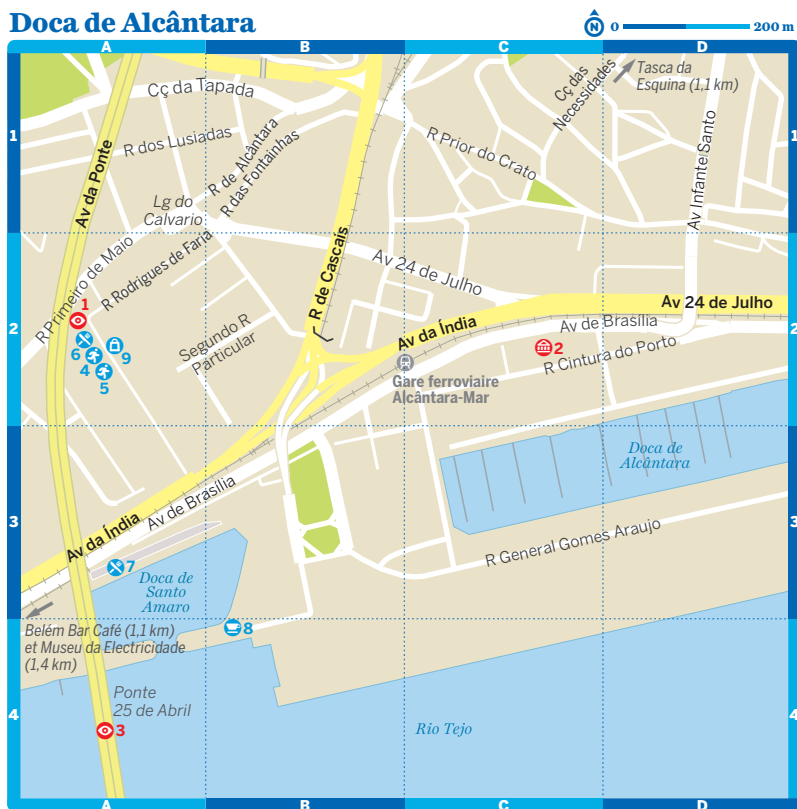 Doca de Alcântara
N 0 200 m
A B C D
1 1
Cç da Tapada
Cç das
Necessidades
Tasca da
Esquina (1,1 km)
R dos Lusiadas
R de Alcântara
R das Fontainhas
R Prior do Crato
Av Infante Santo
Av da Ponte
Lg do
Calvario
2 2
R Primeiro de Maio
R Rodrigues de Faria
R de Cascais
Av 24 de Julho
Av 24 de Julho
1
6
4
5
9
Segundo R
Particular
Av da Índia
Av de Brasília
2
R Cintura do Porto
Gare ferroviaire
Alcântara-Mar
3 3
Doca de
Alcântara
Av da Índia
Av de Brasília
R General Gomes Araujo
7
Doca de
Santo
Amaro
8
Belém Bar Café (1,1 km)
et Museu da Electricidade
(1,4 km)
4 4
Ponte
25 de Abril
3
Rio Tejo
A B C D